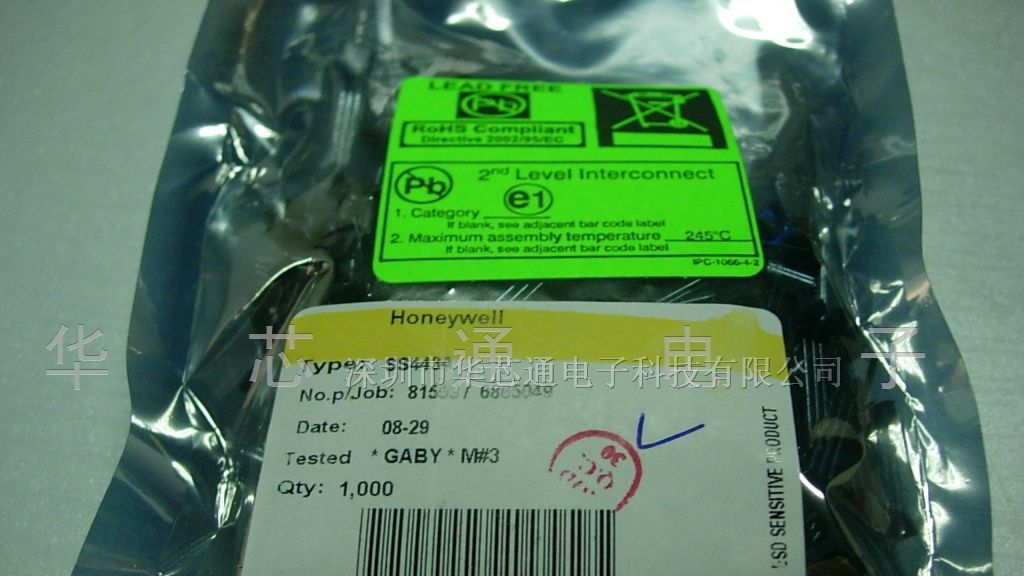 LEAD FREE
Pb
RoHS Compliant
Directive 2002/95/EC
Pb
2nd Level Interconnect
e1
1. Category
If blank, see adjacent bar code label
2. Maximum assembly temperature 245°C
If blank, see adjacent bar code label
IPC-1066-4-2
Honeywell
华芯通电子
Type:
深圳市华芯通电子科技有限公司
No.p/Job:
Date: 08-29
Tested *GABY*M#3
Qty: 1,000
Q.C.
30
ESD SENSITIVE PRODUCT